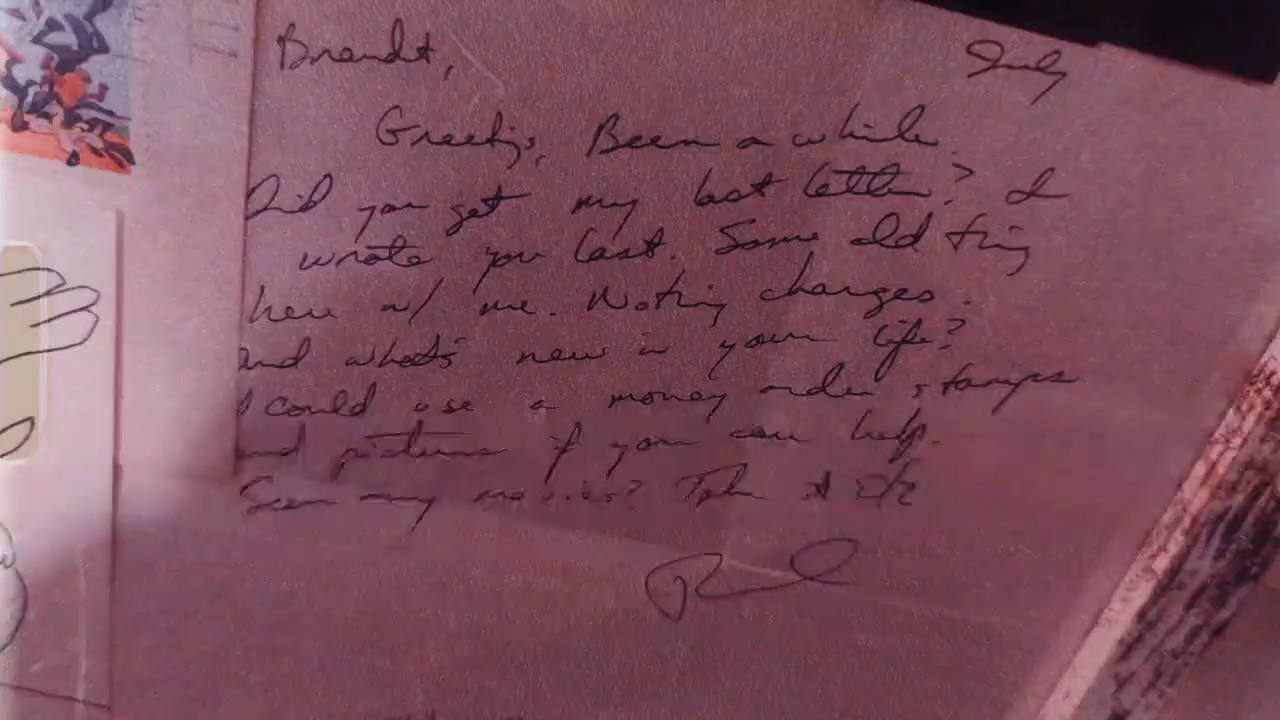 July
Brandt,
Greetings, Been a while.
Did you get my last letter? I
wrote you last. Same old thing
here w/ me. Nothing changes.
And what's new in your life?
I could use a money order, stamps
and pictures if you can help.
Seen any movies? Take it E/Z